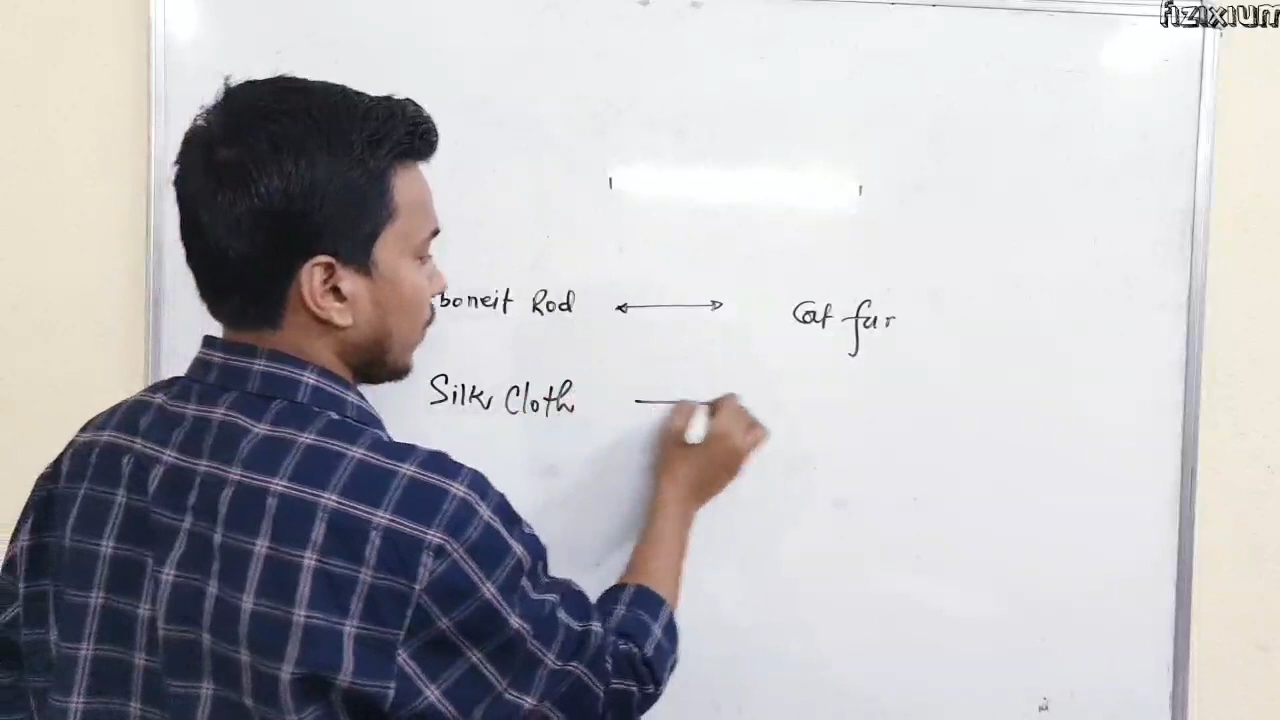 fizixium
boneit Rod ⟷ Cat fur
Silk Cloth —